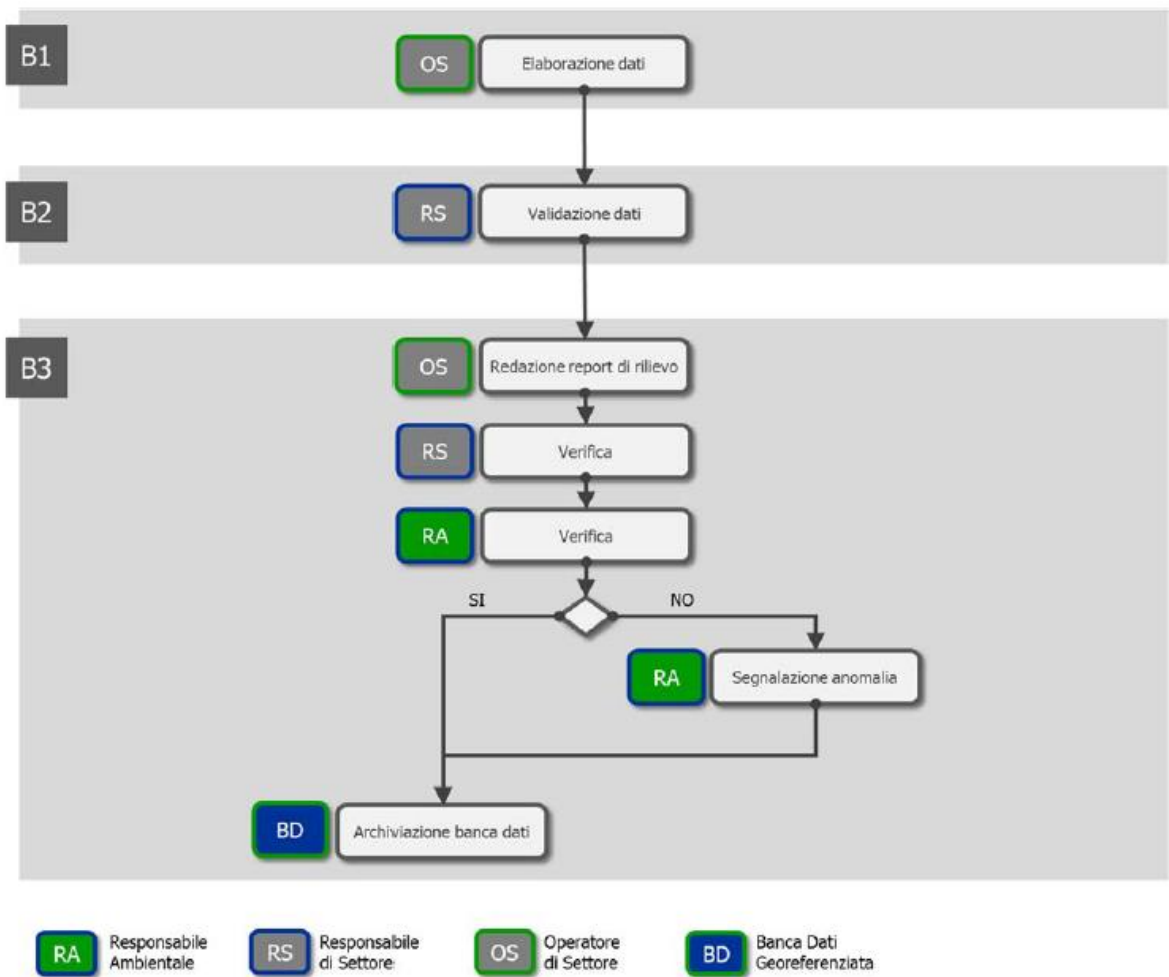 B1
OS
Elaborazione dati
B2
RS
Validazione dati
B3
OS
Redazione report di rilievo
RS
Verifica
RA
Verifica
SI
NO
RA
Segnalazione anomalia
BD
Archiviazione banca dati
RA
Responsabile
Ambientale
RS
Responsabile
di Settore
OS
Operatore
di Settore
BD
Banca Dati
Georeferenziata